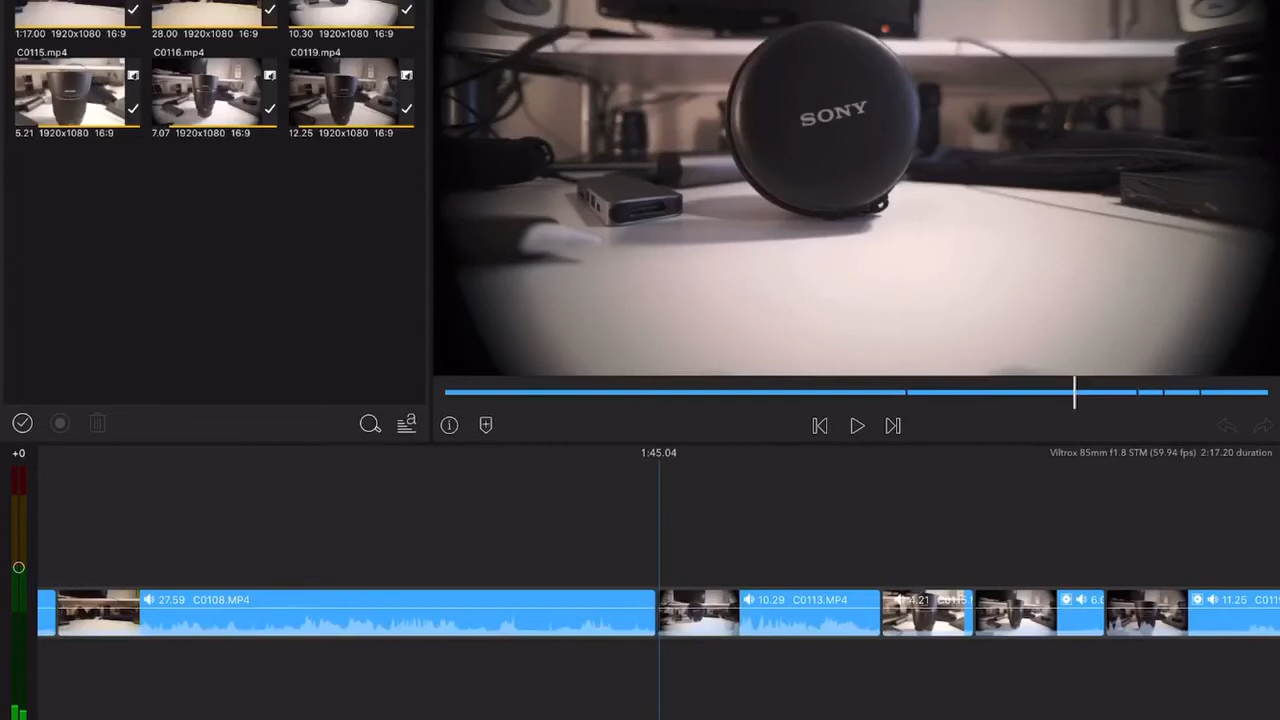 1:17.00 1920x1080 16:9
28.00 1920x1080 16:9
10.30 1920x1080 16:9
C0115.mp4
C0116.mp4
C0119.mp4
5.21 1920x1080 16:9
7.07 1920x1080 16:9
12.25 1920x1080 16:9
SONY
+0
1:45.04
Viltrox 85mm f1.8 STM (59.94 fps) 2:17.20 duration
27.59 C0108.MP4
10.29 C0113.MP4
4.21
11.25